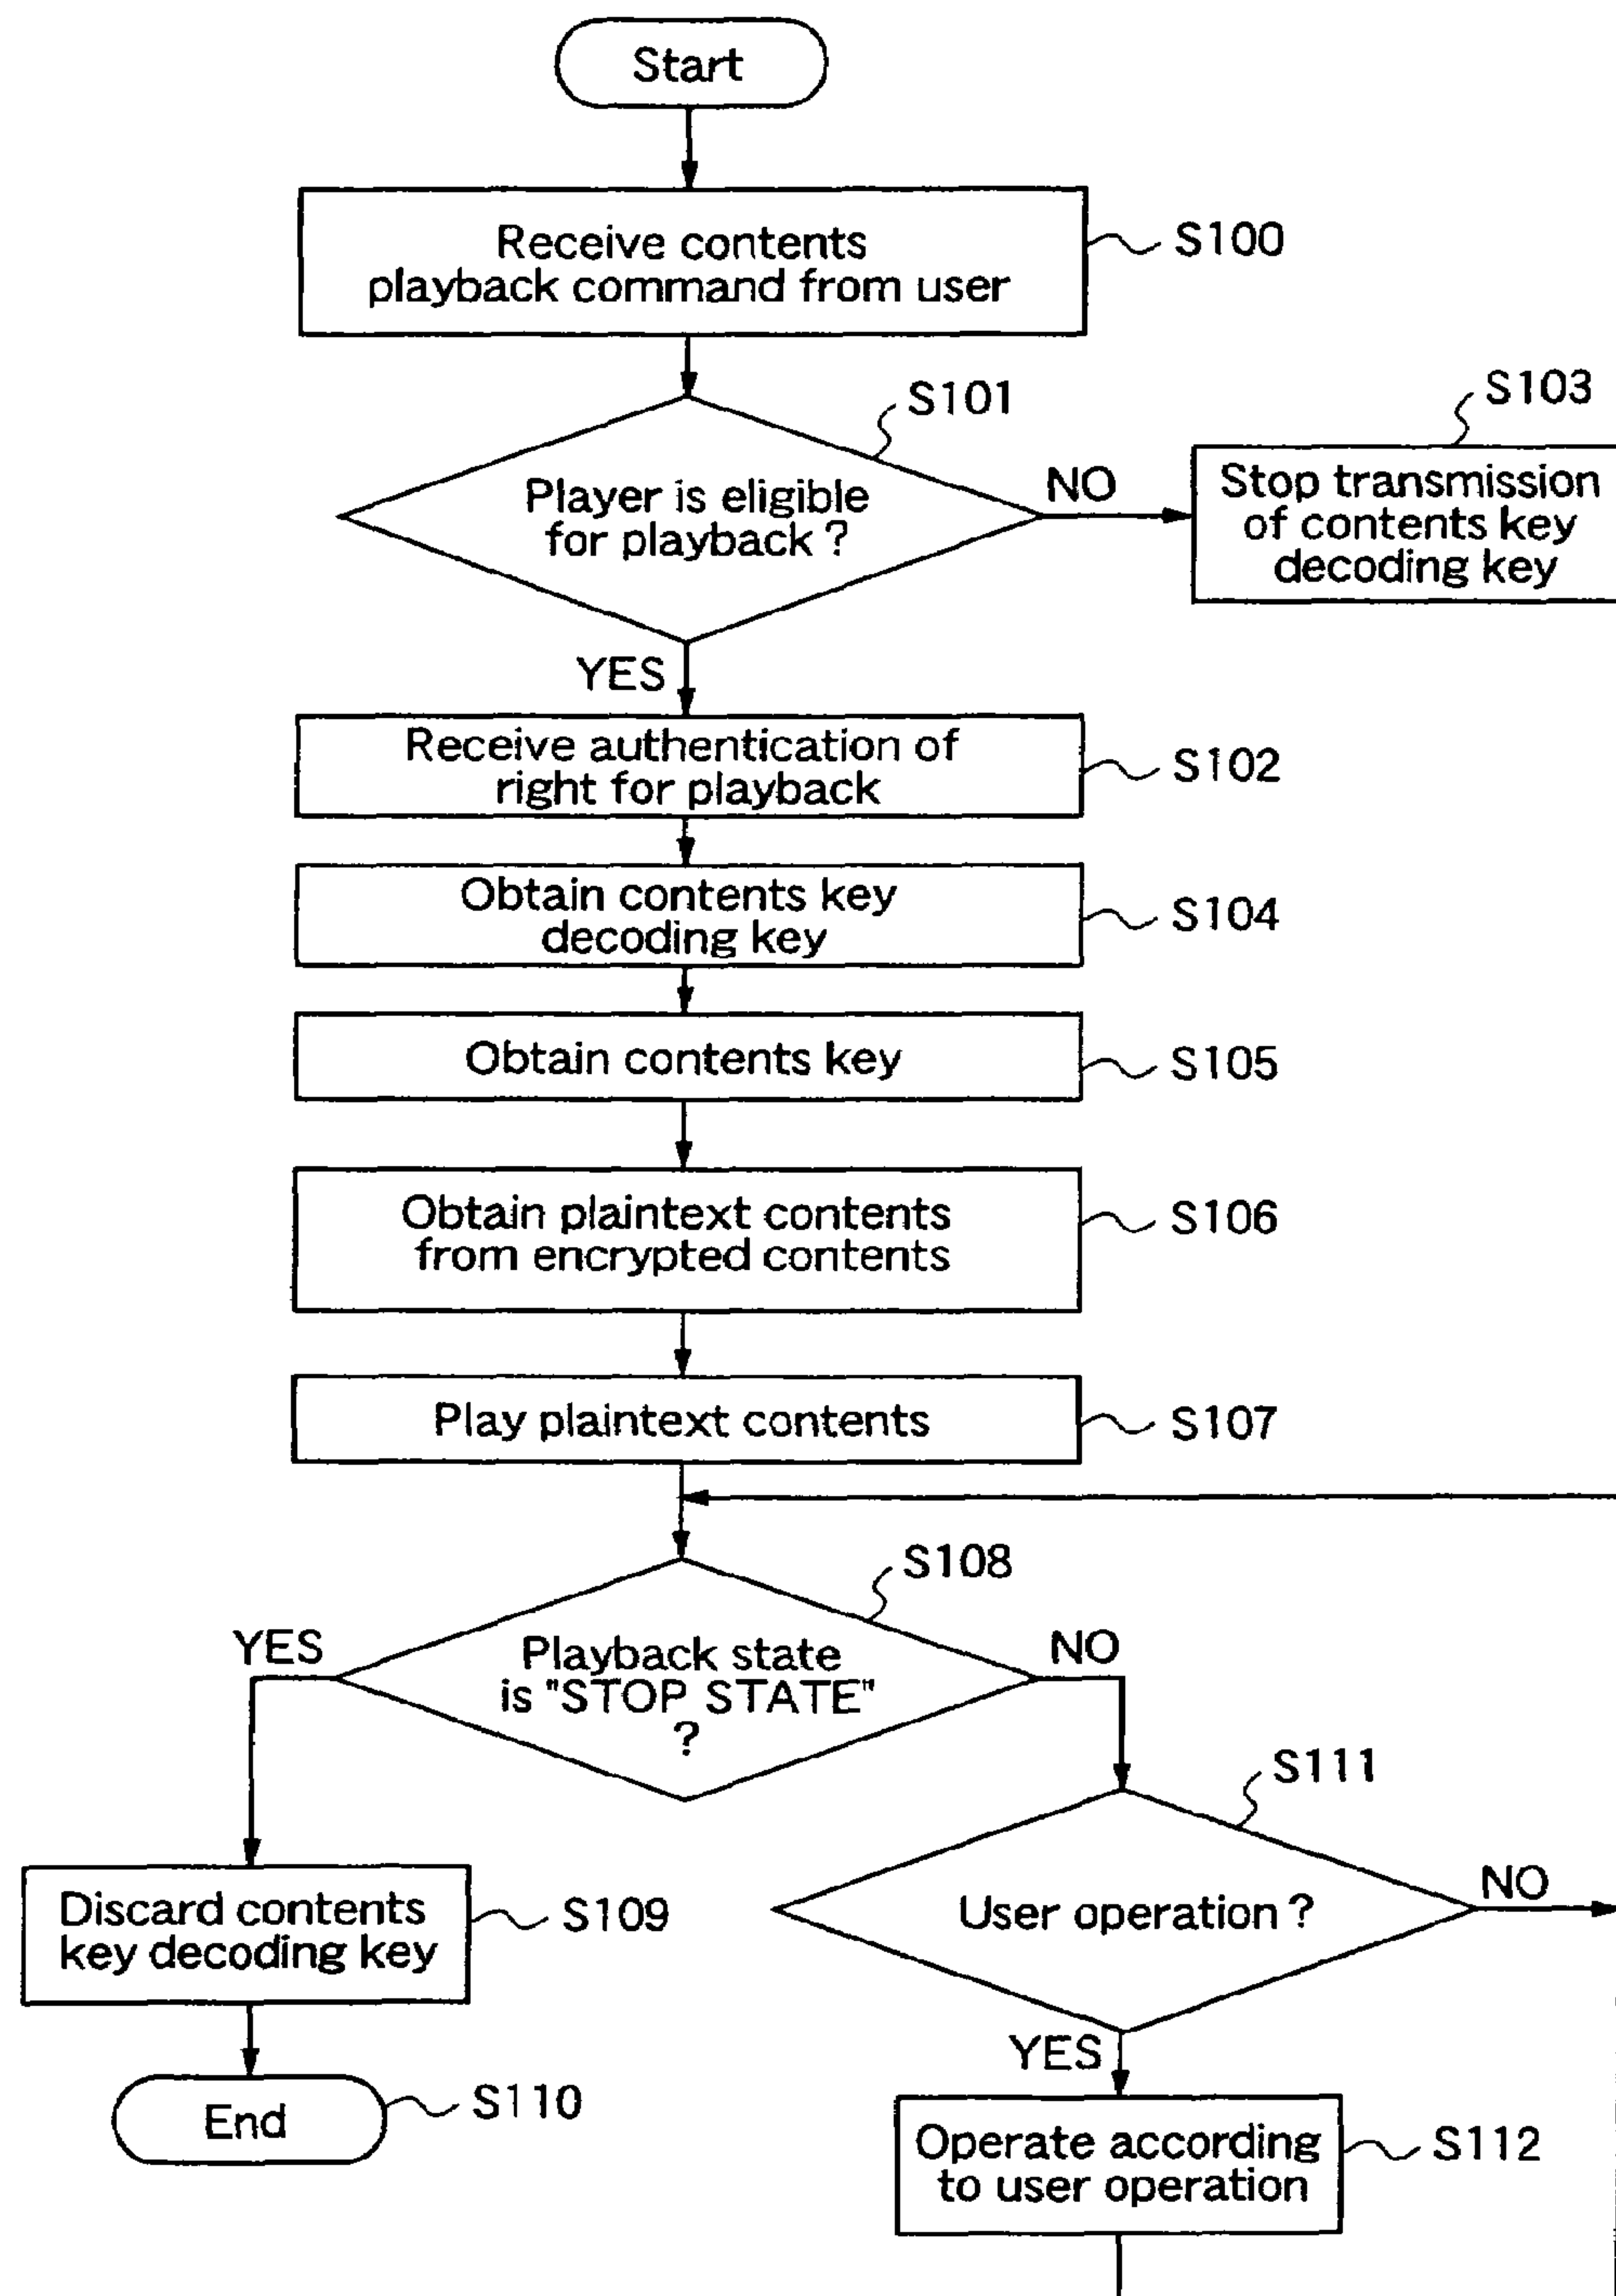 Start
Receive contents
playback command from user
S100
S101
Player is eligible
for playback ?
NO
S103
Stop transmission
of contents key
decoding key
YES
Receive authentication of
right for playback
S102
Obtain contents key
decoding key
S104
Obtain contents key
S105
Obtain plaintext contents
from encrypted contents
S106
Play plaintext contents
S107
S108
YES
Playback state
is "STOP STATE"
?
NO
S111
Discard contents
key decoding key
S109
User operation ?
NO
YES
End
S110
Operate according
to user operation
S112